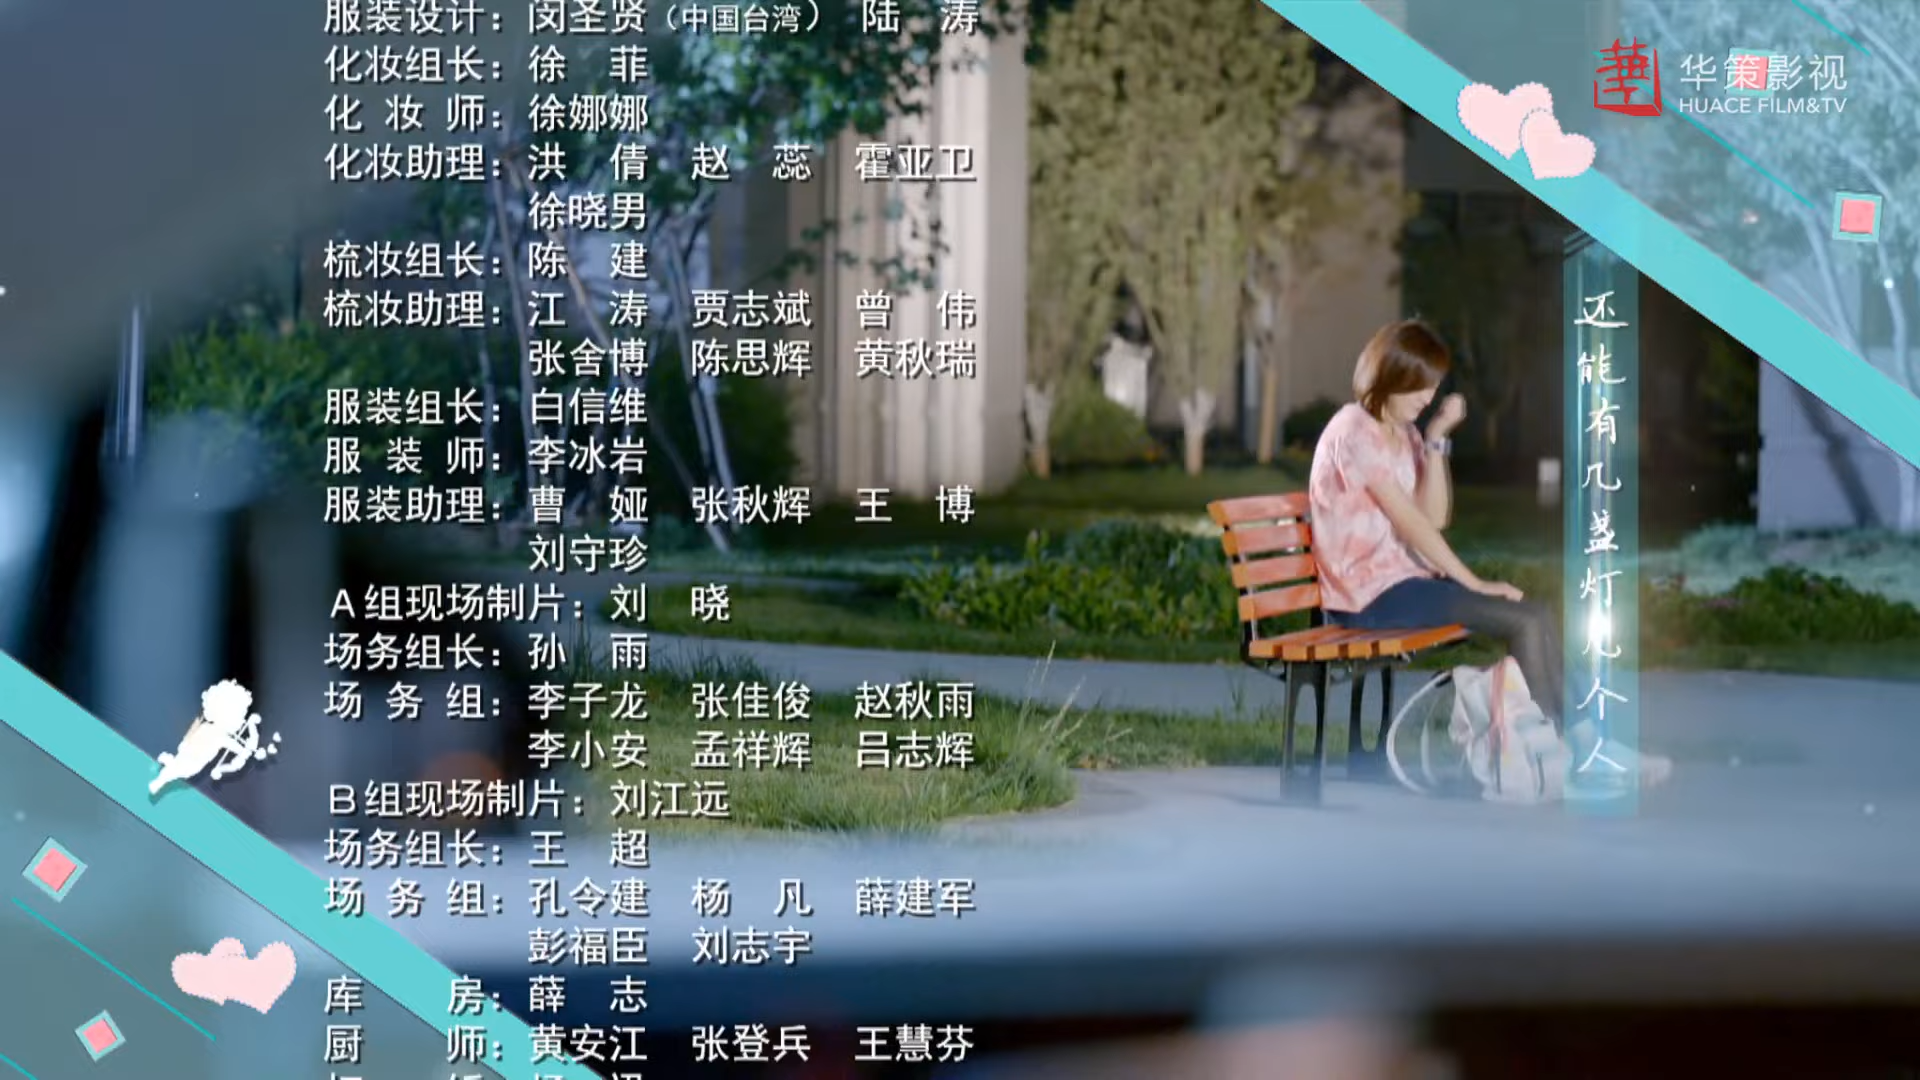 服装设计：闵圣贤（中国台湾） 陆 涛
化妆组长：徐 菲
化妆师：徐娜娜
化妆助理：洪 倩 赵 蕊 霍亚卫
徐晓男
梳妆组长：陈 建
梳妆助理：江 涛 贾志斌 曾 伟
张舍博 陈思辉 黄秋瑞
服装组长：白信维
服装师：李冰岩
服装助理：曹 娅 张秋辉 王 博
刘守珍
A组现场制片：刘 晓
场务组长：孙 雨
场务组：李子龙 张佳俊 赵秋雨
李小安 孟祥辉 吕志辉
B组现场制片：刘江远
场务组长：王 超
场务组：孔令建 杨 凡 薛建军
彭福臣 刘志宇
库 房：薛 志
厨 师：黄安江 张登兵 王慧芬
華 华策影视
HUACE FILM&TV
还能有几盏灯几个人